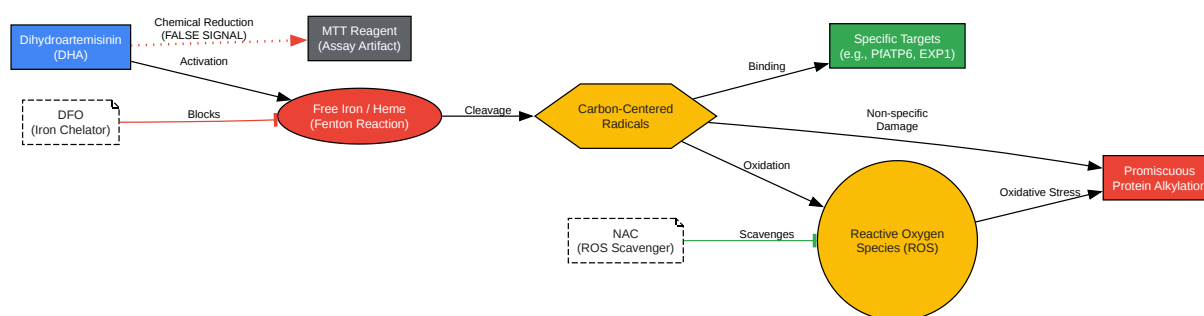 Dihydroartemisinin
(DHA)
Chemical Reduction
(FALSE SIGNAL)
MTT Reagent
(Assay Artifact)
Activation
DFO
(Iron Chelator)
Blocks
Free Iron / Heme
(Fenton Reaction)
Cleavage
Carbon-Centered
Radicals
Binding
Specific Targets
(e.g., PfATP6, EXP1)
Non-specific
Damage
Oxidation
NAC
(ROS Scavenger)
Scavenges
Reactive Oxygen
Species (ROS)
Oxidative Stress
Promiscuous
Protein Alkylation